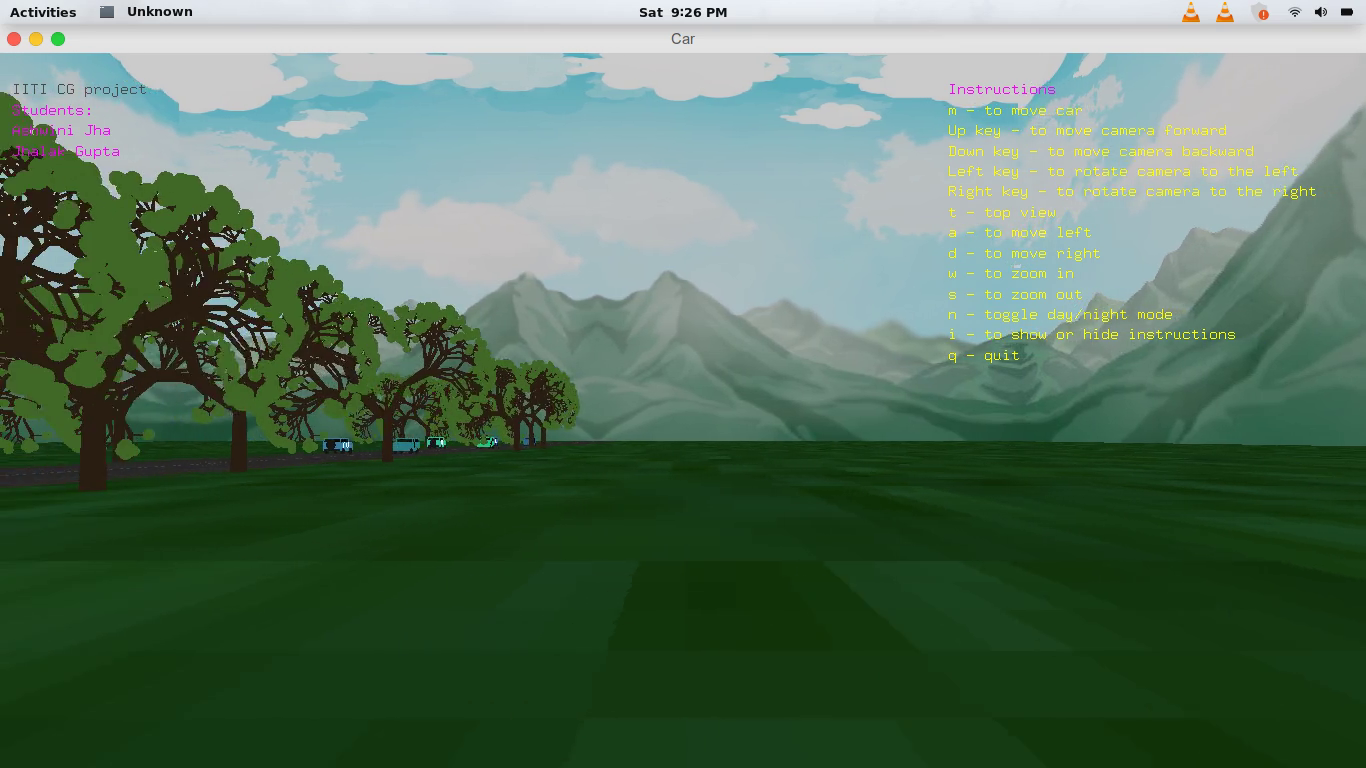 Activities Unknown Sat 9:26 PM
Car
IITI CG project
Students:
Ashwini Jha
Jhalak Gupta
Instructions
m - to move car
Up key - to move camera forward
Down key - to move camera backward
Left key - to rotate camera to the left
Right key - to rotate camera to the right
t - top view
a - to move left
d - to move right
w - to zoom in
s - to zoom out
n - toggle day/night mode
i - to show or hide instructions
q - quit